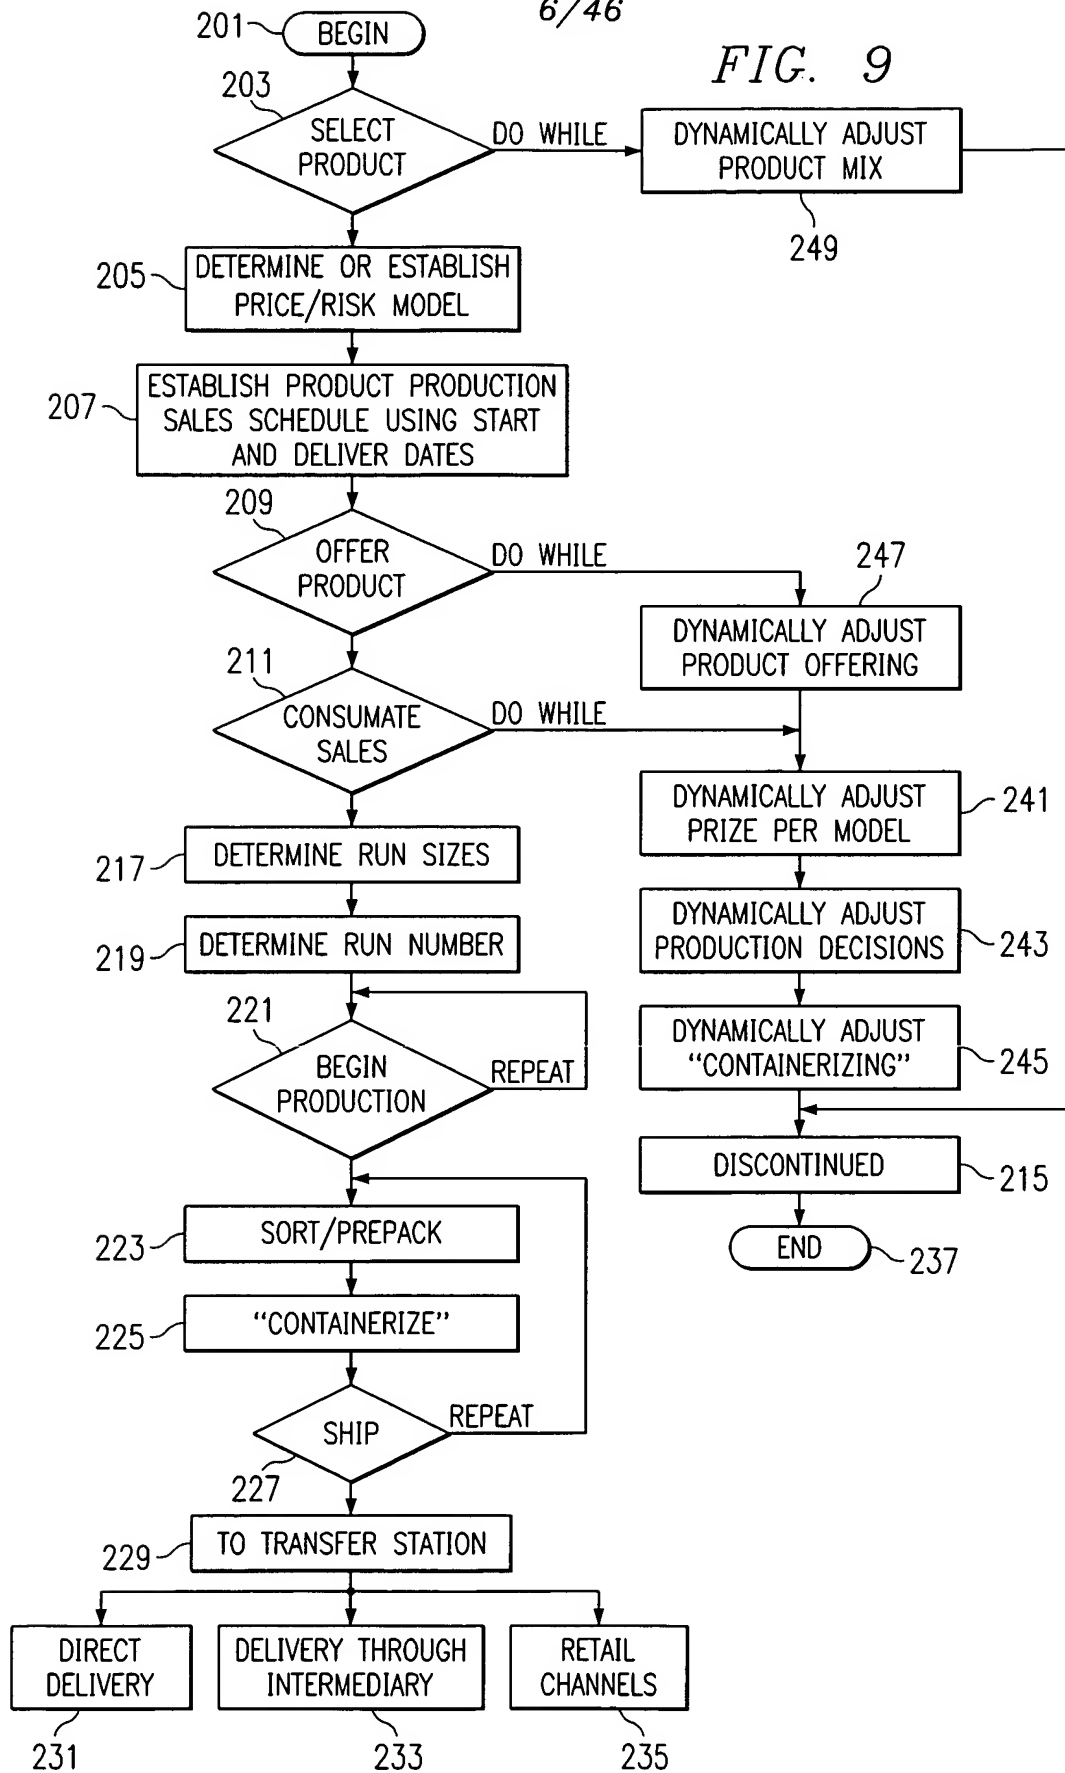 6/46
FIG. 9
201
BEGIN
203
SELECT
PRODUCT
DO WHILE
DYNAMICALLY ADJUST
PRODUCT MIX
249
205
DETERMINE OR ESTABLISH
PRICE/RISK MODEL
207
ESTABLISH PRODUCT PRODUCTION
SALES SCHEDULE USING START
AND DELIVER DATES
209
OFFER
PRODUCT
DO WHILE
247
DYNAMICALLY ADJUST
PRODUCT OFFERING
211
CONSUMATE
SALES
DO WHILE
DYNAMICALLY ADJUST
PRIZE PER MODEL
241
217
DETERMINE RUN SIZES
DYNAMICALLY ADJUST
PRODUCTION DECISIONS
243
219
DETERMINE RUN NUMBER
DYNAMICALLY ADJUST
"CONTAINERIZING"
245
221
BEGIN
PRODUCTION
REPEAT
DISCONTINUED
215
END
237
223
SORT/PREPACK
225
"CONTAINERIZE"
SHIP
REPEAT
227
229
TO TRANSFER STATION
DIRECT
DELIVERY
231
DELIVERY THROUGH
INTERMEDIARY
233
RETAIL
CHANNELS
235